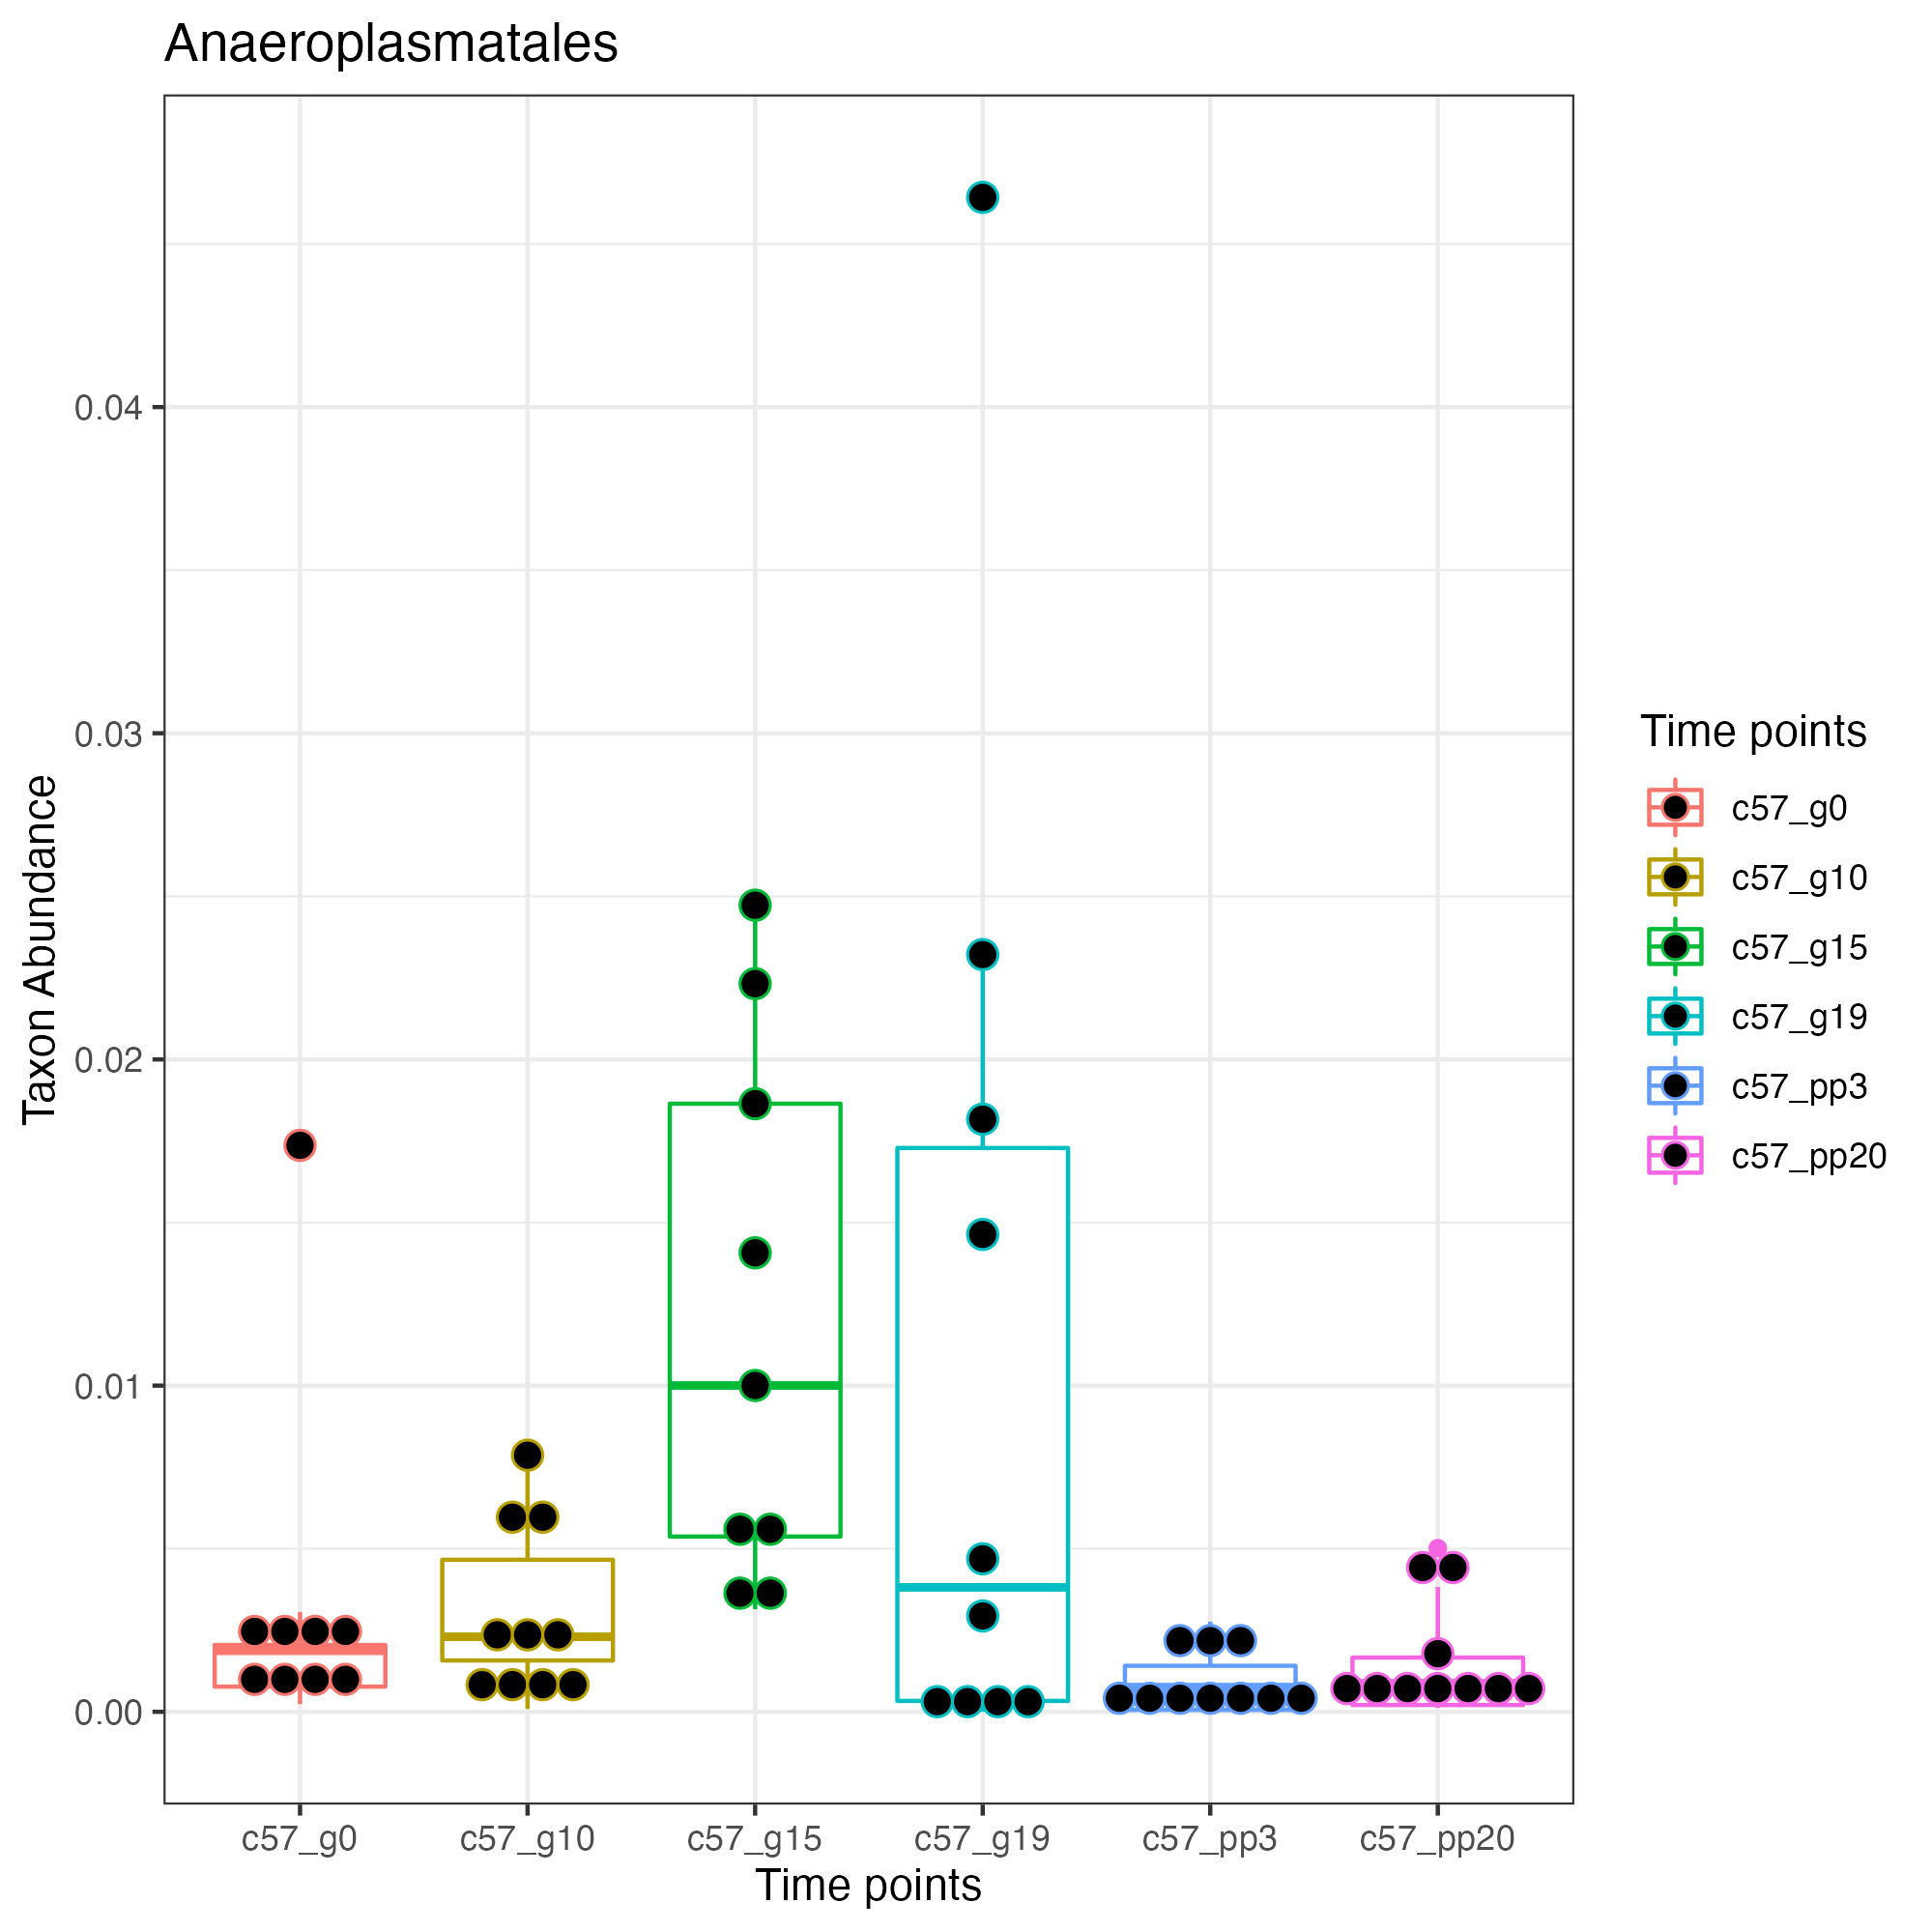 Anaeroplasmatales
Taxon Abundance
0.04
0.03
0.02
0.01
0.00
c57_g0
c57_g10
c57_g15
c57_g19
c57_pp3
c57_pp20
Time points
Time points
c57_g0
c57_g10
c57_g15
c57_g19
c57_pp3
c57_pp20